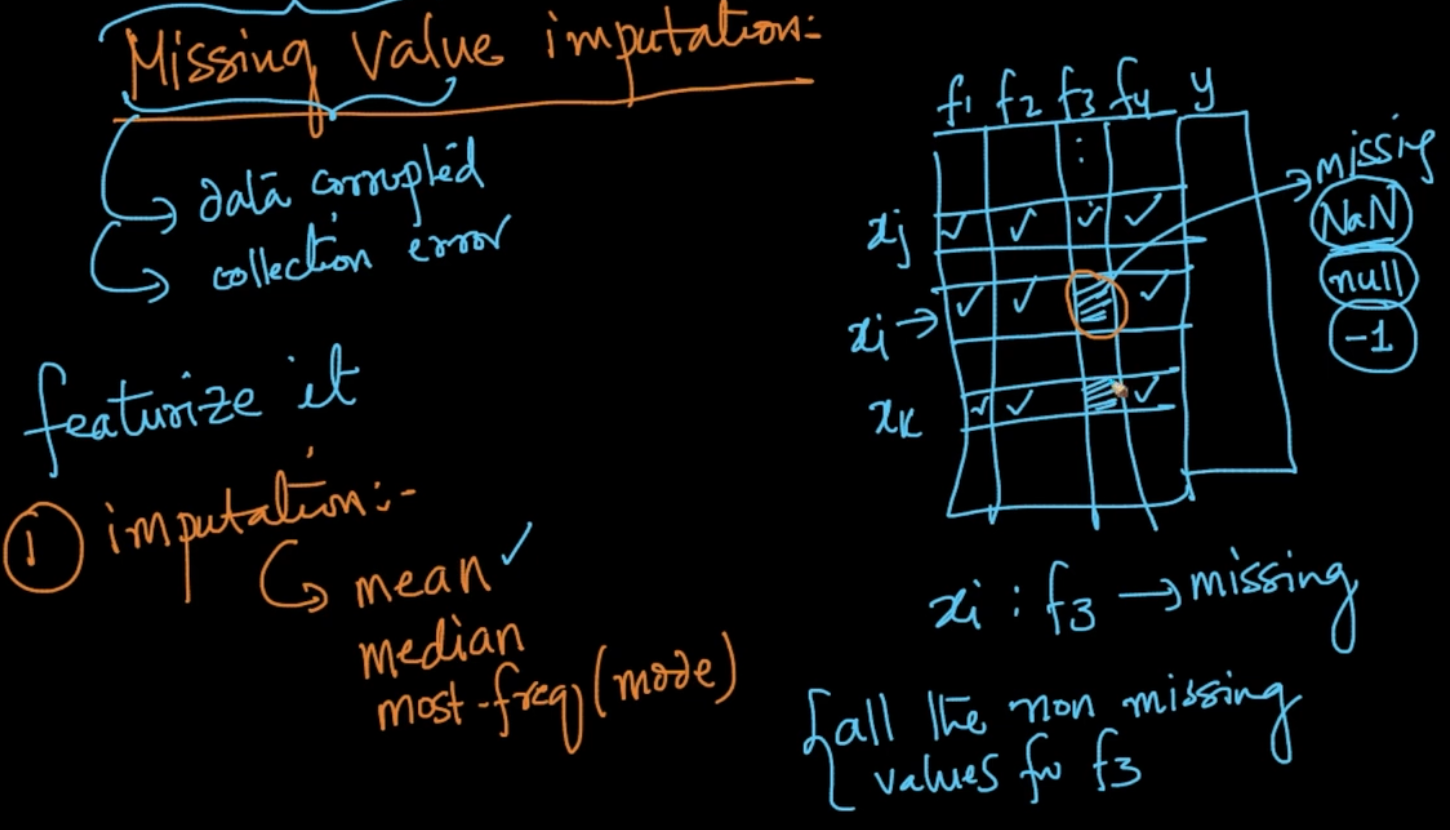 Missing Value imputation:-
data corrupted
collection error
featurize it
① imputation:-
mean ✓
median
most-freq (mode)
f1 f2 f3 f4 y
xj ✓ ✓ ✓ ✓
xi → ✓ ✓ ✓
xk ✓ ✓ ✓
missing
NaN
null
-1
xi : f3 → missing
all the non missing
values for f3